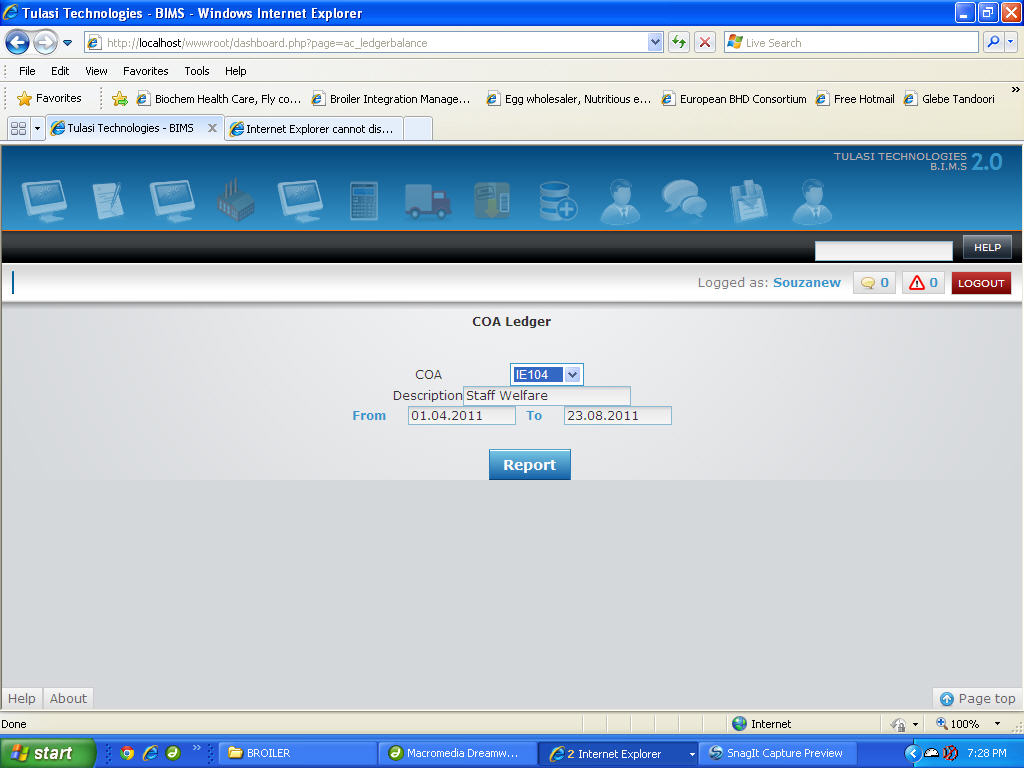 Tulasi Technologies - BIMS - Windows Internet Explorer
http://localhost/wwwroot/dashboard.php?page=ac_ledgerbalance
Live Search
File Edit View Favorites Tools Help
Favorites Biochem Health Care, Fly co... Broiler Integration Manage... Egg wholesaler, Nutritious e... European BHD Consortium Free Hotmail Glebe Tandoori »
Tulasi Technologies - BIMS X Internet Explorer cannot dis...
TULASI TECHNOLOGIES 2.0
B.I.M.S
HELP
Logged as: Souzanew 0 0 LOGOUT
COA Ledger
COA IE104
Description Staff Welfare
From 01.04.2011 To 23.08.2011
Report
Help About Page top
Done Internet 100%
start » BROILER Macromedia Dreamw... 2 Internet Explorer SnagIt Capture Preview 7:28 PM